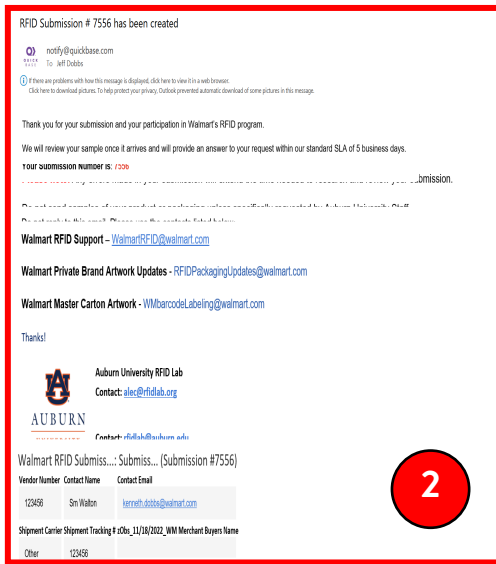 RFID Submission # 7556 has been created
QUICK BASE
notify@quickbase.com
To Jeff Dobbs
If there are problems with how this message is displayed, click here to view it in a web browser.
Click here to download pictures. To help protect your privacy, Outlook prevented automatic download of some pictures in this message.
Thank you for your submission and your participation in Walmart's RFID program.
We will review your sample once it arrives and will provide an answer to your request within our standard SLA of 5 business days.
Your Submission Number is: 7556
submission.
Walmart RFID Support – WalmartRFID@walmart.com
Walmart Private Brand Artwork Updates - RFIDPackagingUpdates@walmart.com
Walmart Master Carton Artwork - WMbarcodeLabeling@walmart.com
Thanks!
Auburn University RFID Lab
Contact: alec@rfidlab.org
AUBURN
Contact: rfidlab@auburn.edu
Walmart RFID Submiss...: Submiss... (Submission #7556)
Vendor Number Contact Name Contact Email
123456 Sm Walton kenneth.dobbs@walmart.com
2
Shipment Carrier Shipment Tracking # zObs_11/18/2022_WM Merchant Buyers Name
Other 123456